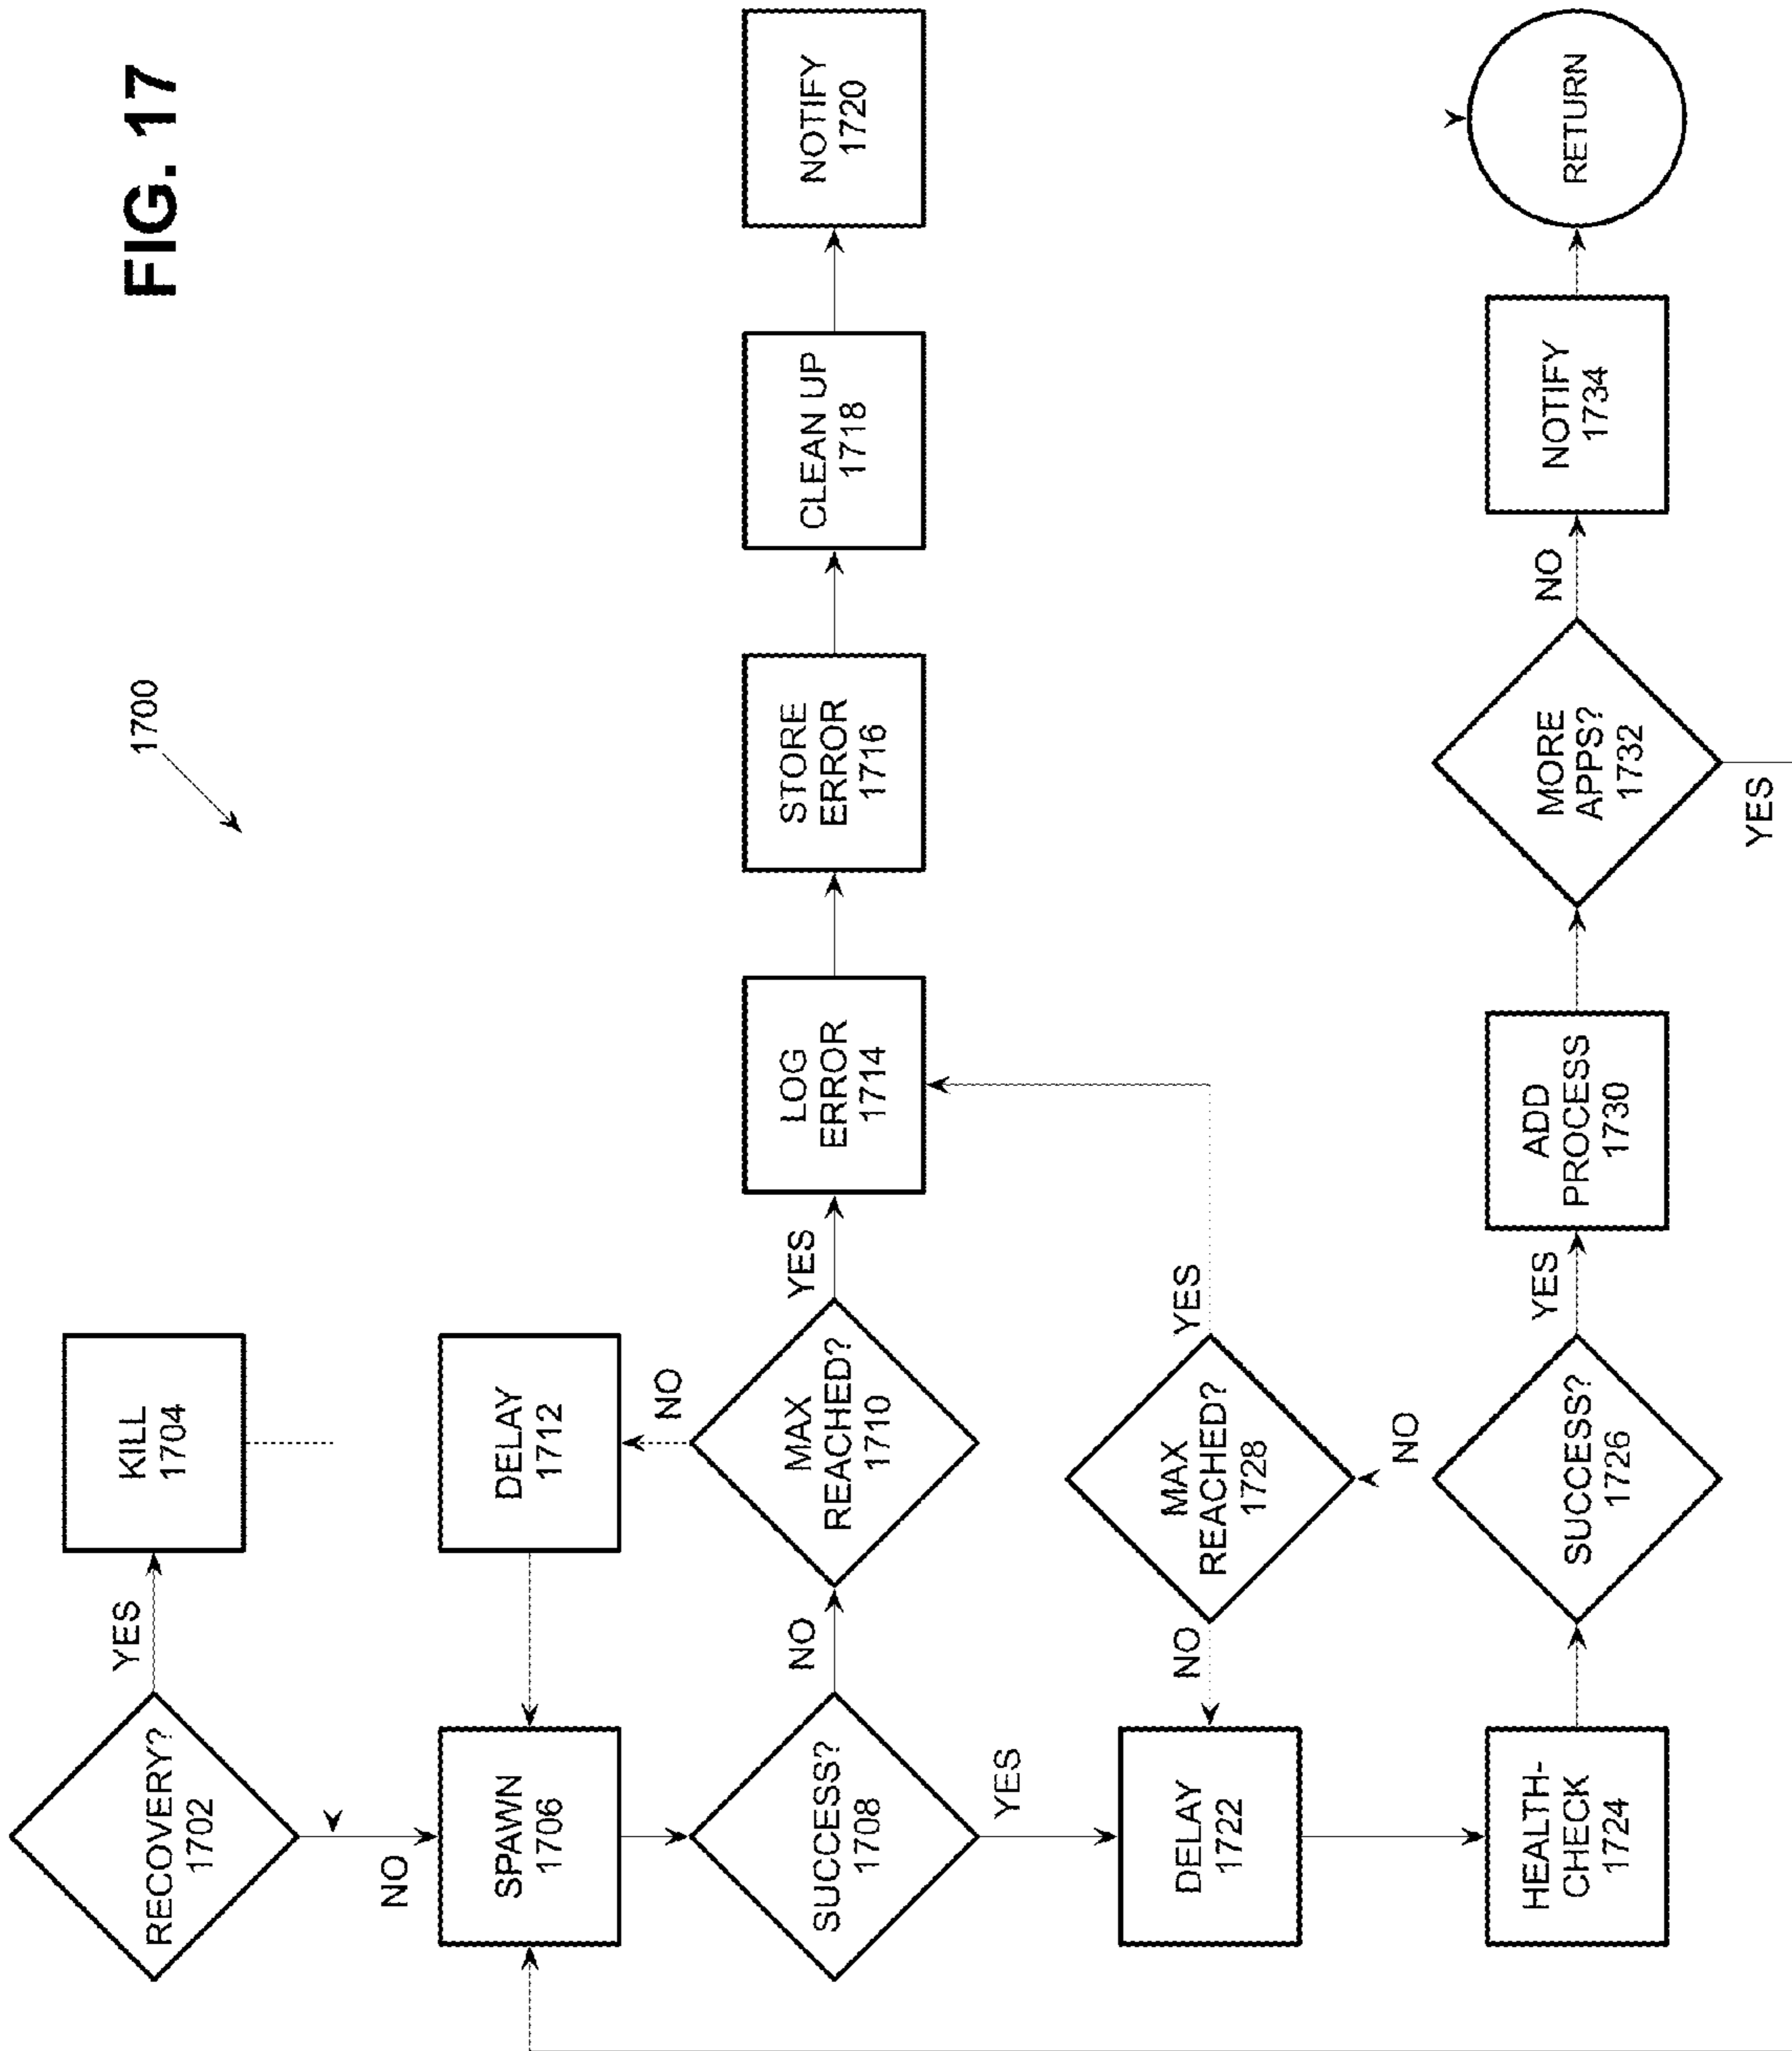 FIG. 17
1700
RECOVERY?
1702
YES
KILL
1704
NO
SPAWN
1706
DELAY
1712
NO
SUCCESS?
1708
NO
MAX
REACHED?
1710
YES
LOG
ERROR
1714
STORE
ERROR
1716
CLEAN UP
1718
NOTIFY
1720
YES
DELAY
1722
NO
MAX
REACHED?
1728
YES
NO
HEALTH-
CHECK
1724
SUCCESS?
1726
YES
ADD
PROCESS
1730
MORE
APPS?
1732
NO
NOTIFY
1734
RETURN
YES